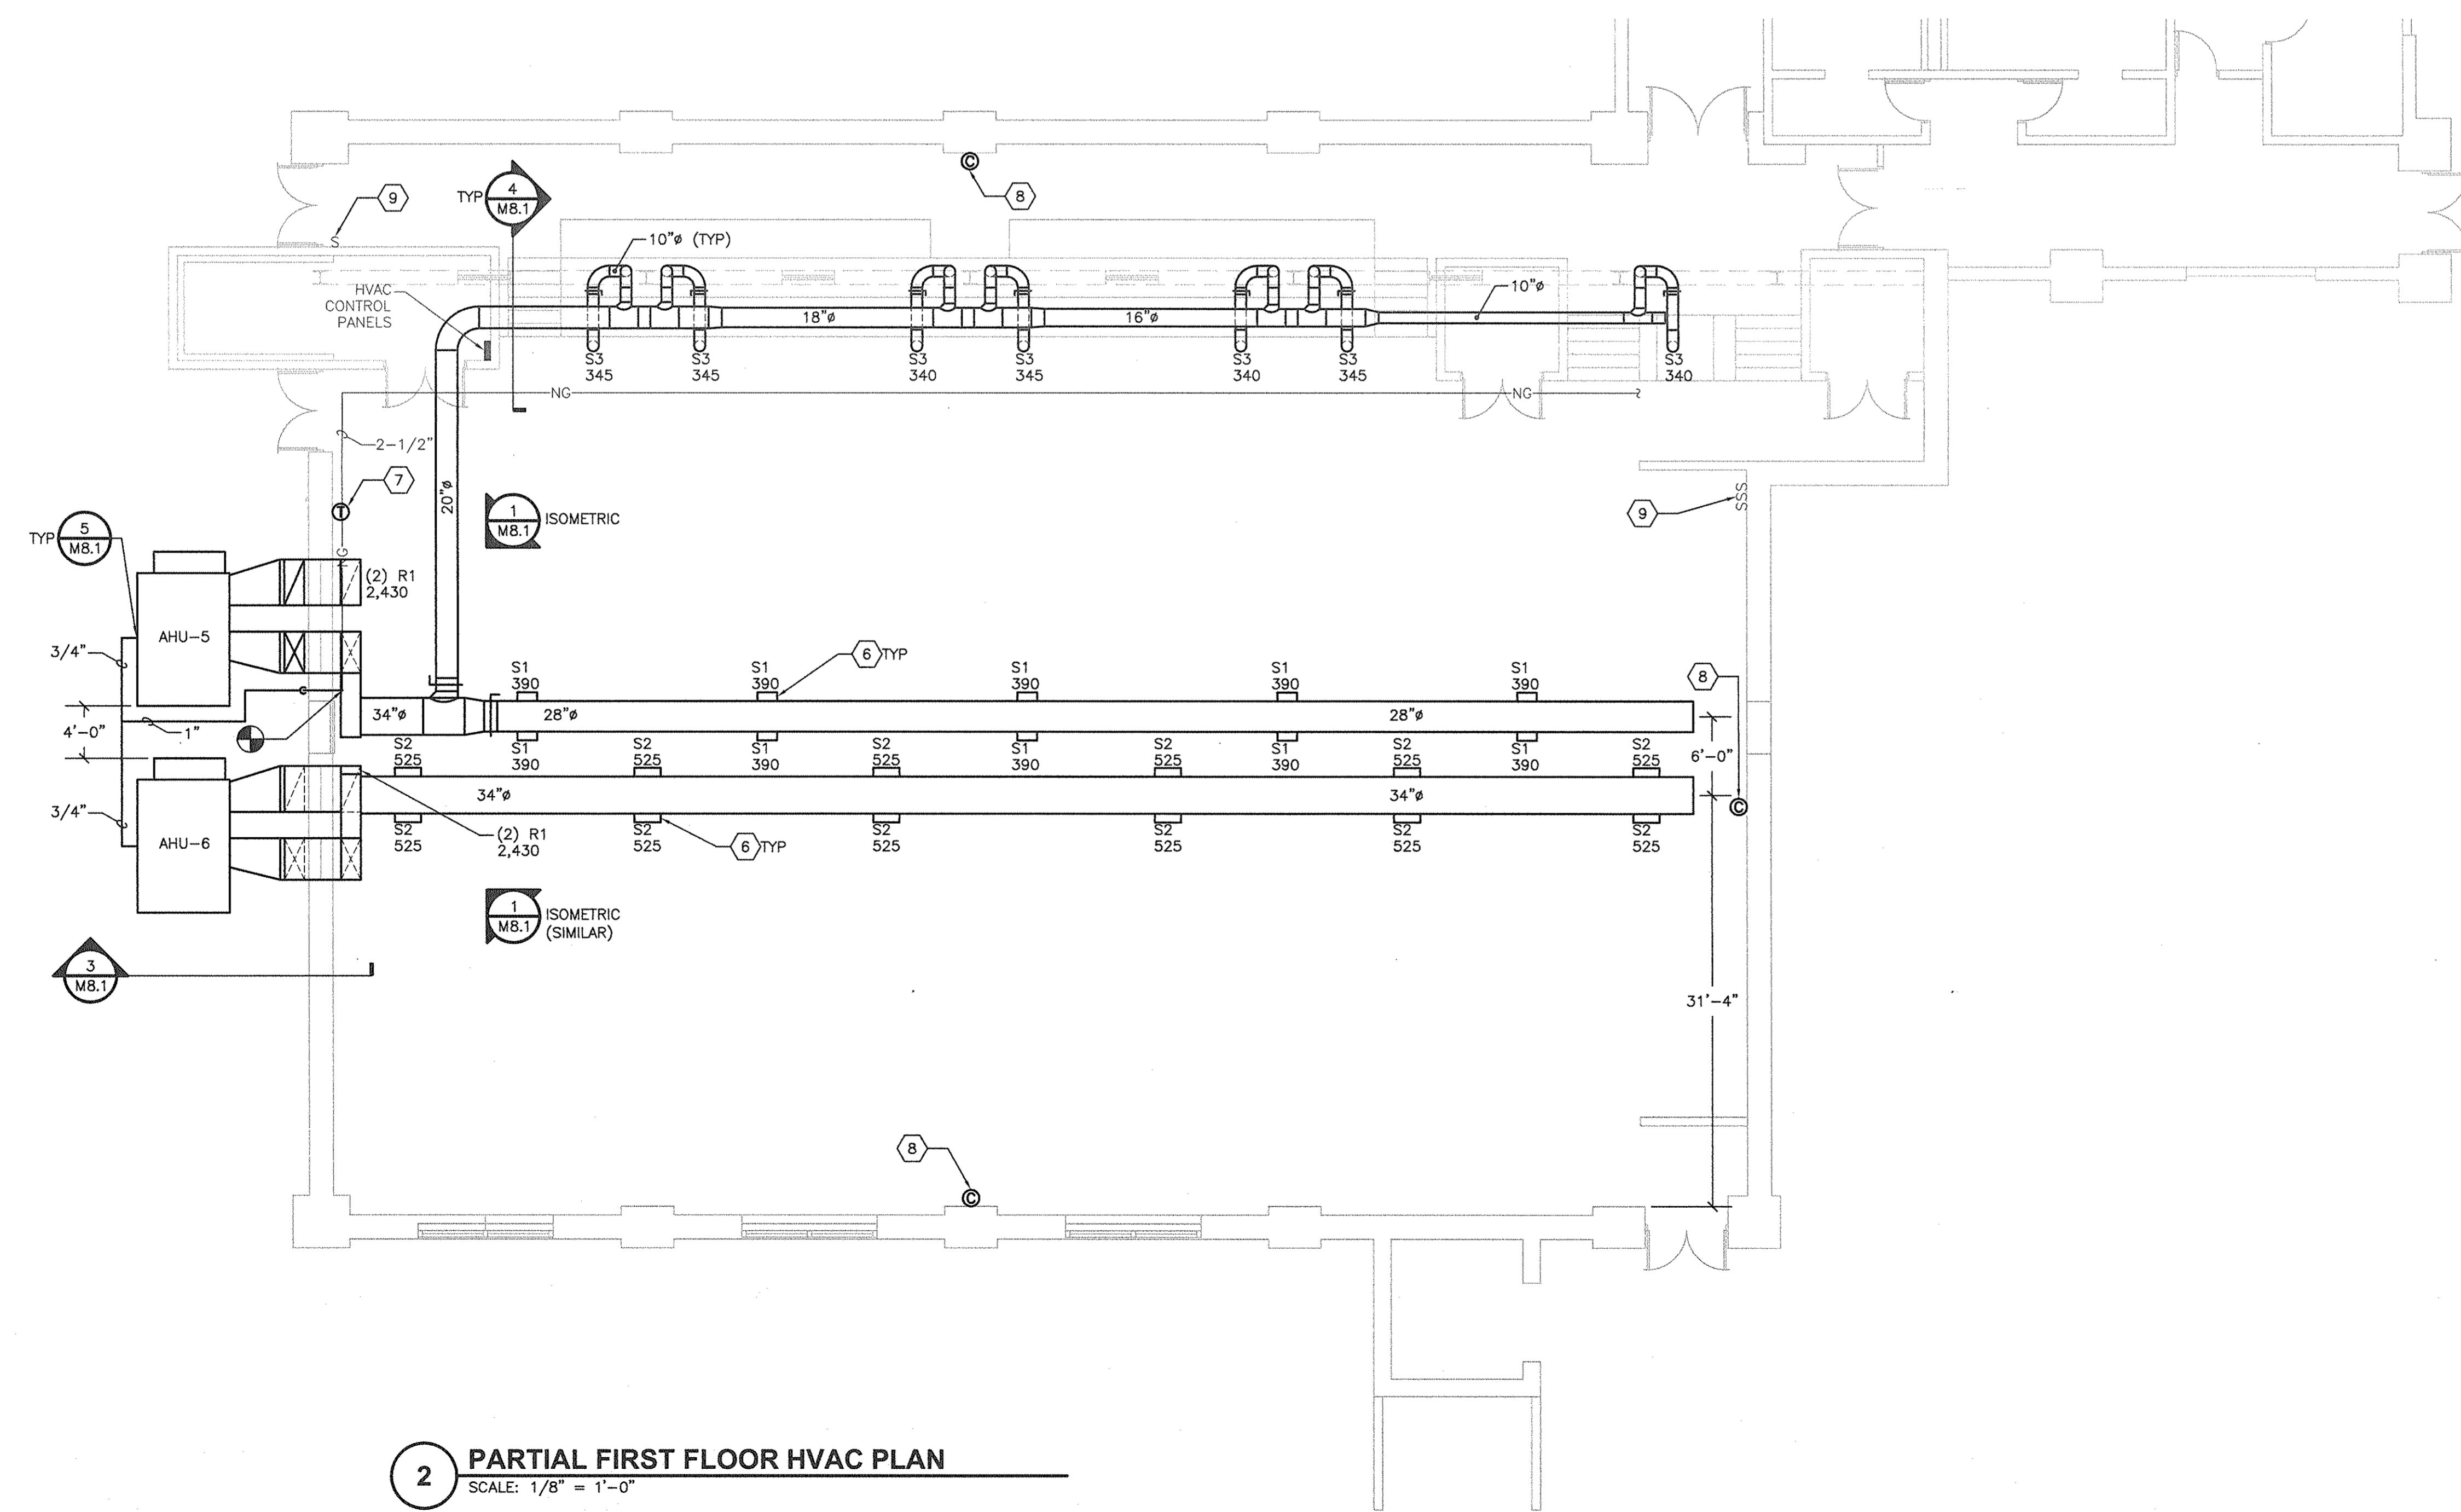 9
TYP
4
M8.1
C
8
S
10"ø (TYP)
HVAC
CONTROL
PANELS
18"ø
16"ø
10"ø
S3
345
S3
345
S3
340
S3
345
S3
340
S3
345
S3
340
NG
NG
2-1/2"
7
T
20"ø
1
M8.1
ISOMETRIC
SSS
9
TYP
5
M8.1
NG
(2) R1
2,430
AHU-5
3/4"
4'-0"
1"
34"ø
S1
390
S1
390
6
TYP
S1
390
S1
390
S1
390
8
28"ø
28"ø
S1
390
S1
390
S1
390
S1
390
S1
390
S2
525
S2
525
S2
525
S2
525
S2
525
S2
525
6'-0"
C
34"ø
34"ø
3/4"
AHU-6
(2) R1
2,430
S2
525
S2
525
6
TYP
S2
525
S2
525
S2
525
S2
525
1
M8.1
ISOMETRIC
(SIMILAR)
3
M8.1
31'-4"
8
C
2
PARTIAL FIRST FLOOR HVAC PLAN
SCALE: 1/8" = 1'-0"